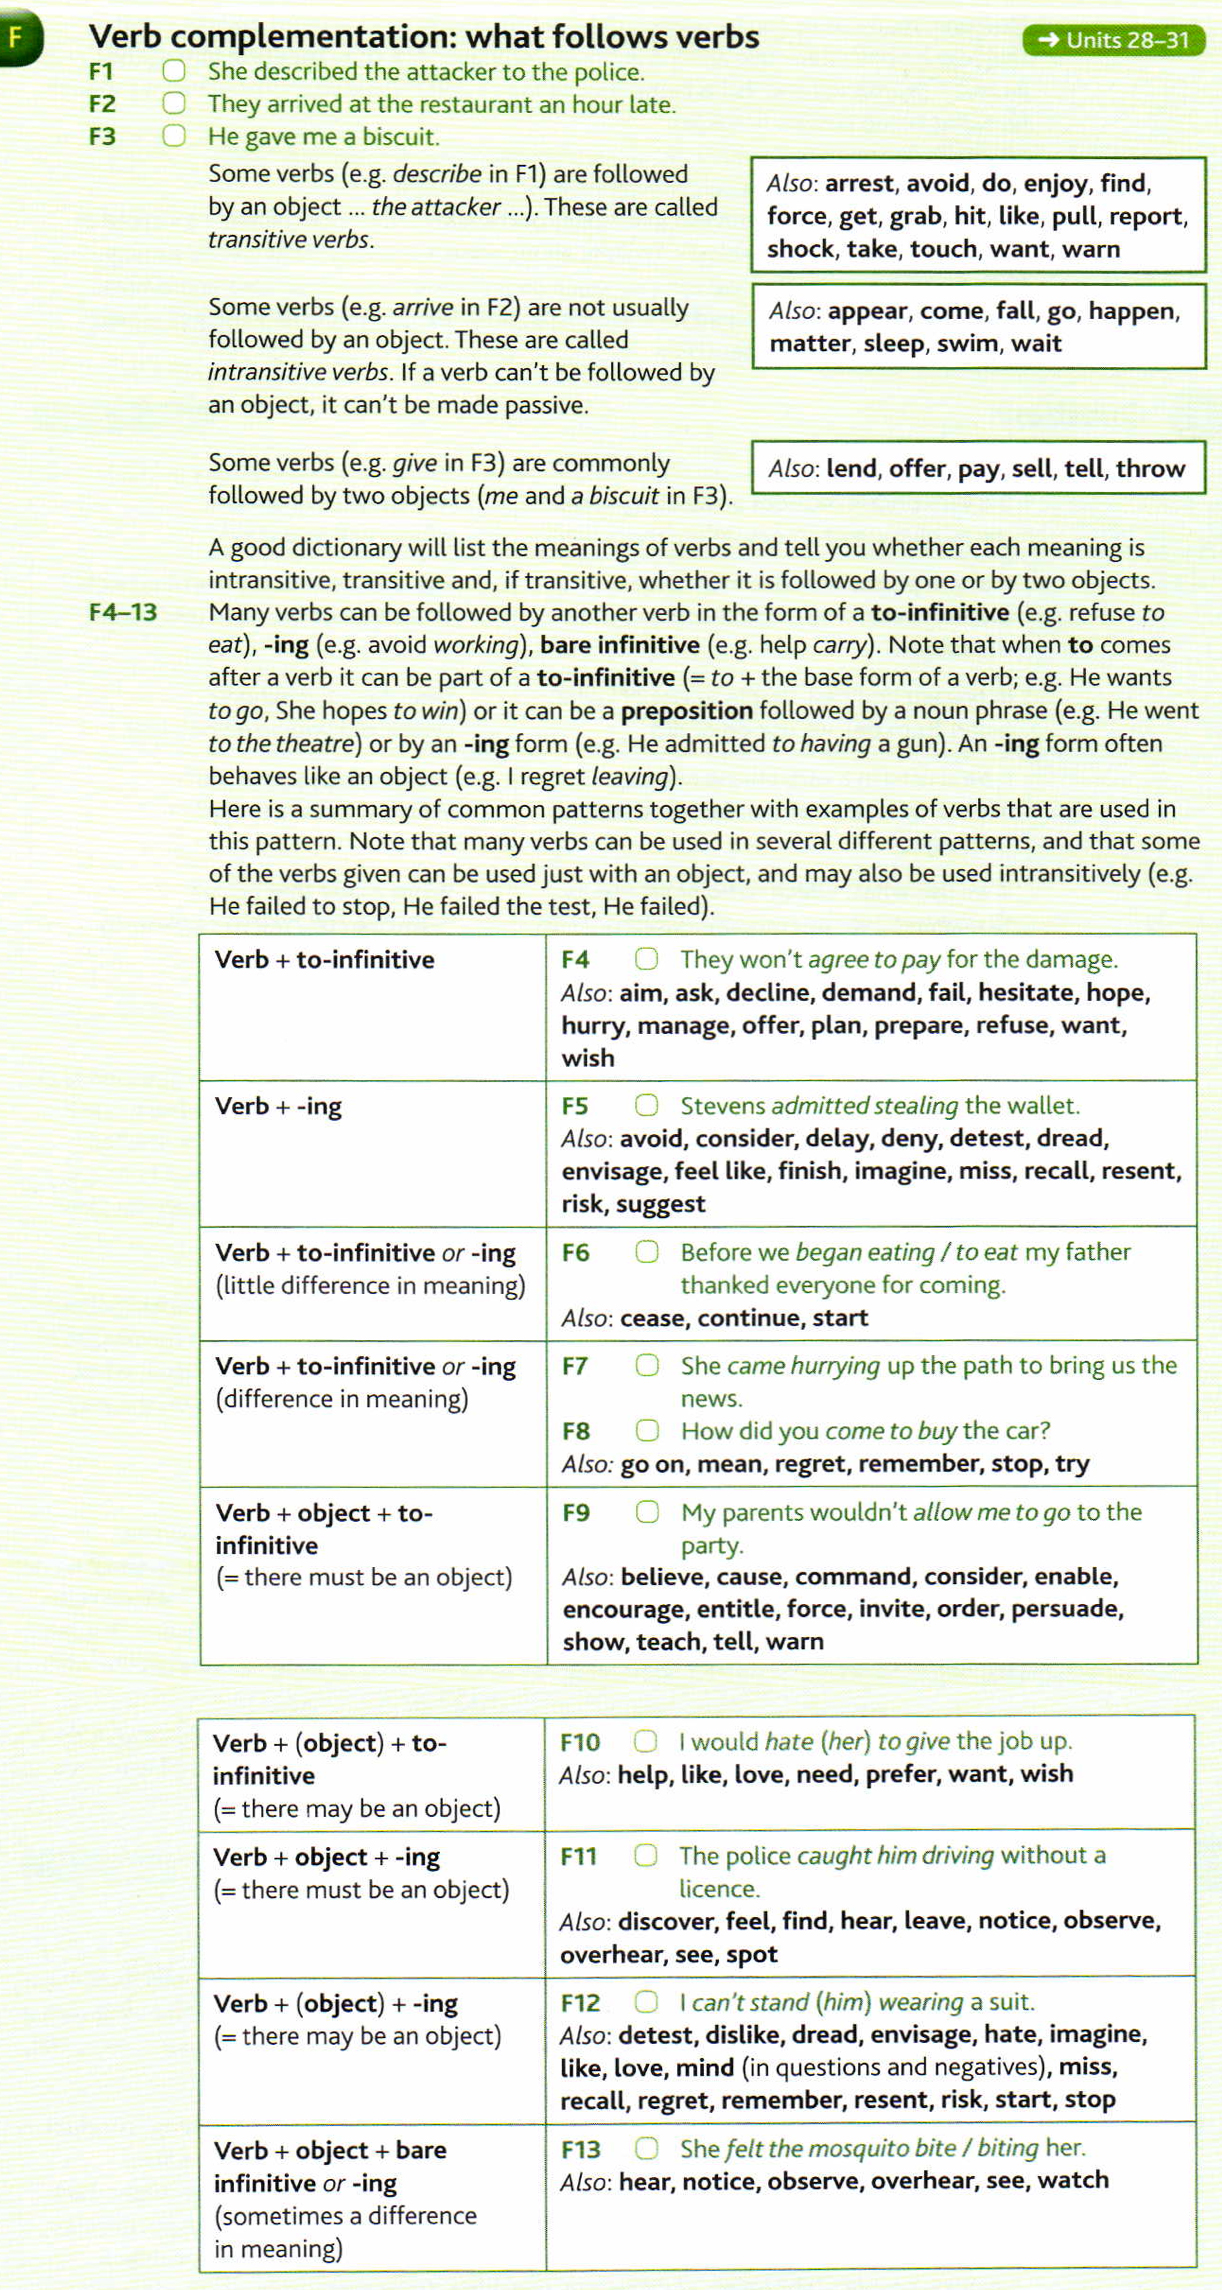 F
Verb complementation: what follows verbs
→ Units 28–31
F1 She described the attacker to the police.
F2 They arrived at the restaurant an hour late.
F3 He gave me a biscuit.
Some verbs (e.g. describe in F1) are followed
by an object ... the attacker ...). These are called
transitive verbs.
Also: arrest, avoid, do, enjoy, find,
force, get, grab, hit, like, pull, report,
shock, take, touch, want, warn
Some verbs (e.g. arrive in F2) are not usually
followed by an object. These are called
intransitive verbs. If a verb can't be followed by
an object, it can't be made passive.
Also: appear, come, fall, go, happen,
matter, sleep, swim, wait
Some verbs (e.g. give in F3) are commonly
followed by two objects (me and a biscuit in F3).
Also: lend, offer, pay, sell, tell, throw
A good dictionary will list the meanings of verbs and tell you whether each meaning is
intransitive, transitive and, if transitive, whether it is followed by one or by two objects.
F4–13 Many verbs can be followed by another verb in the form of a to-infinitive (e.g. refuse to
eat), -ing (e.g. avoid working), bare infinitive (e.g. help carry). Note that when to comes
after a verb it can be part of a to-infinitive (= to + the base form of a verb; e.g. He wants
to go, She hopes to win) or it can be a preposition followed by a noun phrase (e.g. He went
to the theatre) or by an -ing form (e.g. He admitted to having a gun). An -ing form often
behaves like an object (e.g. I regret leaving).
Here is a summary of common patterns together with examples of verbs that are used in
this pattern. Note that many verbs can be used in several different patterns, and that some
of the verbs given can be used just with an object, and may also be used intransitively (e.g.
He failed to stop, He failed the test, He failed).
Verb + to-infinitive
F4 They won't agree to pay for the damage.
Also: aim, ask, decline, demand, fail, hesitate, hope,
hurry, manage, offer, plan, prepare, refuse, want,
wish
Verb + -ing
F5 Stevens admitted stealing the wallet.
Also: avoid, consider, delay, deny, detest, dread,
envisage, feel like, finish, imagine, miss, recall, resent,
risk, suggest
Verb + to-infinitive or -ing
(little difference in meaning)
F6 Before we began eating / to eat my father
thanked everyone for coming.
Also: cease, continue, start
Verb + to-infinitive or -ing
(difference in meaning)
F7 She came hurrying up the path to bring us the
news.
F8 How did you come to buy the car?
Also: go on, mean, regret, remember, stop, try
Verb + object + to-
infinitive
(= there must be an object)
F9 My parents wouldn't allow me to go to the
party.
Also: believe, cause, command, consider, enable,
encourage, entitle, force, invite, order, persuade,
show, teach, tell, warn
Verb + (object) + to-
infinitive
(= there may be an object)
F10 I would hate (her) to give the job up.
Also: help, like, love, need, prefer, want, wish
Verb + object + -ing
(= there must be an object)
F11 The police caught him driving without a
licence.
Also: discover, feel, find, hear, leave, notice, observe,
overhear, see, spot
Verb + (object) + -ing
(= there may be an object)
F12 I can't stand (him) wearing a suit.
Also: detest, dislike, dread, envisage, hate, imagine,
like, love, mind (in questions and negatives), miss,
recall, regret, remember, resent, risk, start, stop
Verb + object + bare
infinitive or -ing
(sometimes a difference
in meaning)
F13 She felt the mosquito bite / biting her.
Also: hear, notice, observe, overhear, see, watch